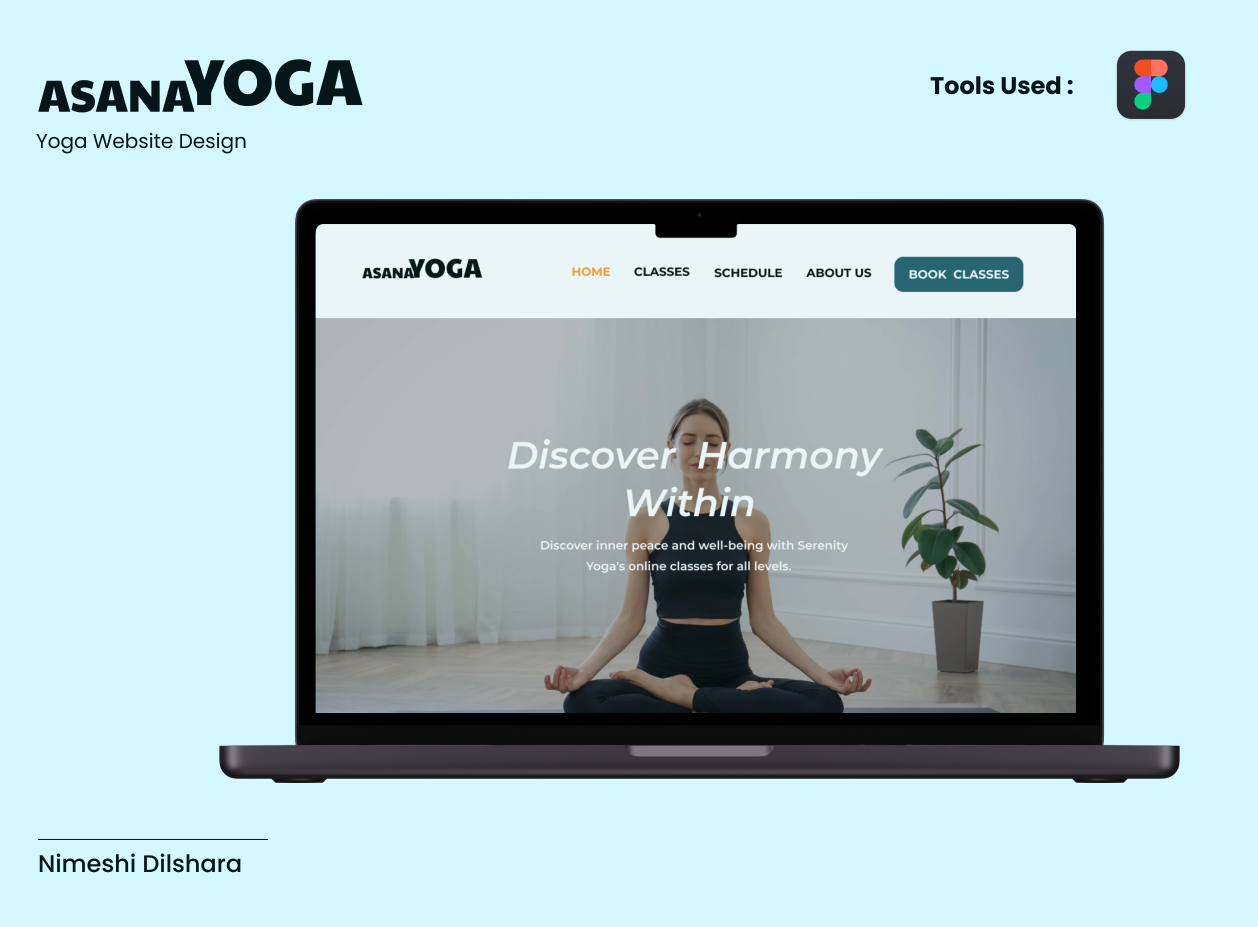 ASANAYOGA
Yoga Website Design
Tools Used :
ASANAYOGA
HOME CLASSES SCHEDULE ABOUT US BOOK CLASSES
Discover Harmony
Within
Discover inner peace and well-being with Serenity
Yoga's online classes for all levels.
Nimeshi Dilshara